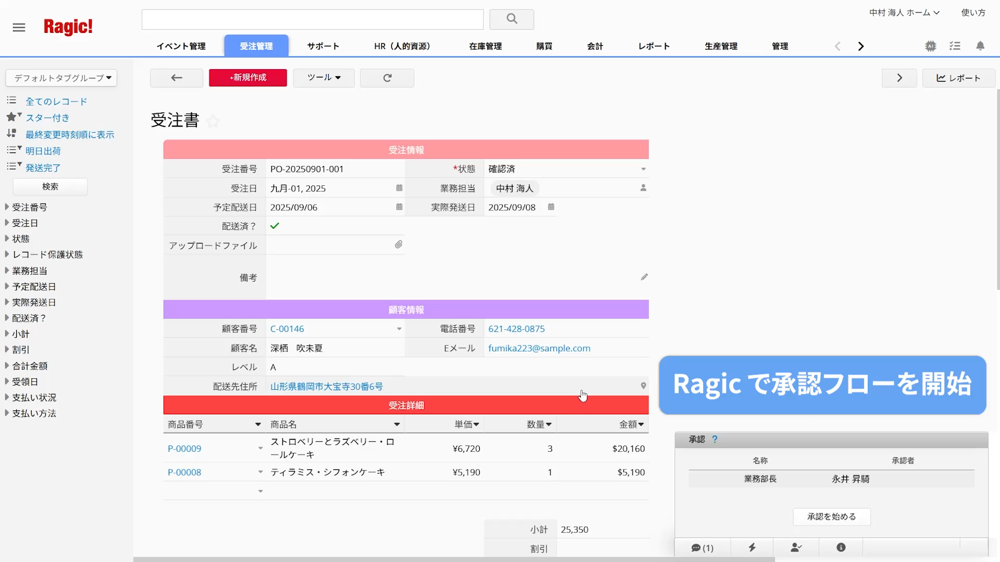 Ragic!
中村 海人 ホーム
使い方
イベント管理
受注管理
サポート
HR（人的資源）
在庫管理
購買
会計
レポート
生産管理
管理
AI
デフォルトタブグループ
+新規作成
ツール
レポート
全てのレコード
スター付き
最終変更時刻順に表示
明日出荷
発送完了
検索
受注番号
受注日
状態
レコード保護状態
業務担当
予定配送日
実際発送日
配送済？
小計
割引
合計金額
受領日
支払い状況
支払い方法
受注書
受注情報
受注番号 PO-20250901-001 *状態 確認済
受注日 九月-01, 2025 業務担当 中村 海人
予定配送日 2025/09/06 実際発送日 2025/09/08
配送済？
アップロードファイル
備考
顧客情報
顧客番号 C-00146 電話番号 621-428-0875
顧客名 深栖　吹未夏 Eメール fumika223@sample.com
レベル A
配送先住所 山形県鶴岡市大宝寺30番6号
受注詳細
商品番号 商品名 単価 数量 金額
P-00009 ストロベリーとラズベリー・ロ
ールケーキ ¥6,720 3 $20,160
P-00008 ティラミス・シフォンケーキ ¥5,190 1 $5,190
小計 25,350
割引
Ragic で承認フローを開始
承認 ?
名称 承認者
業務部長 永井 昇騎
承認を始める
(1)